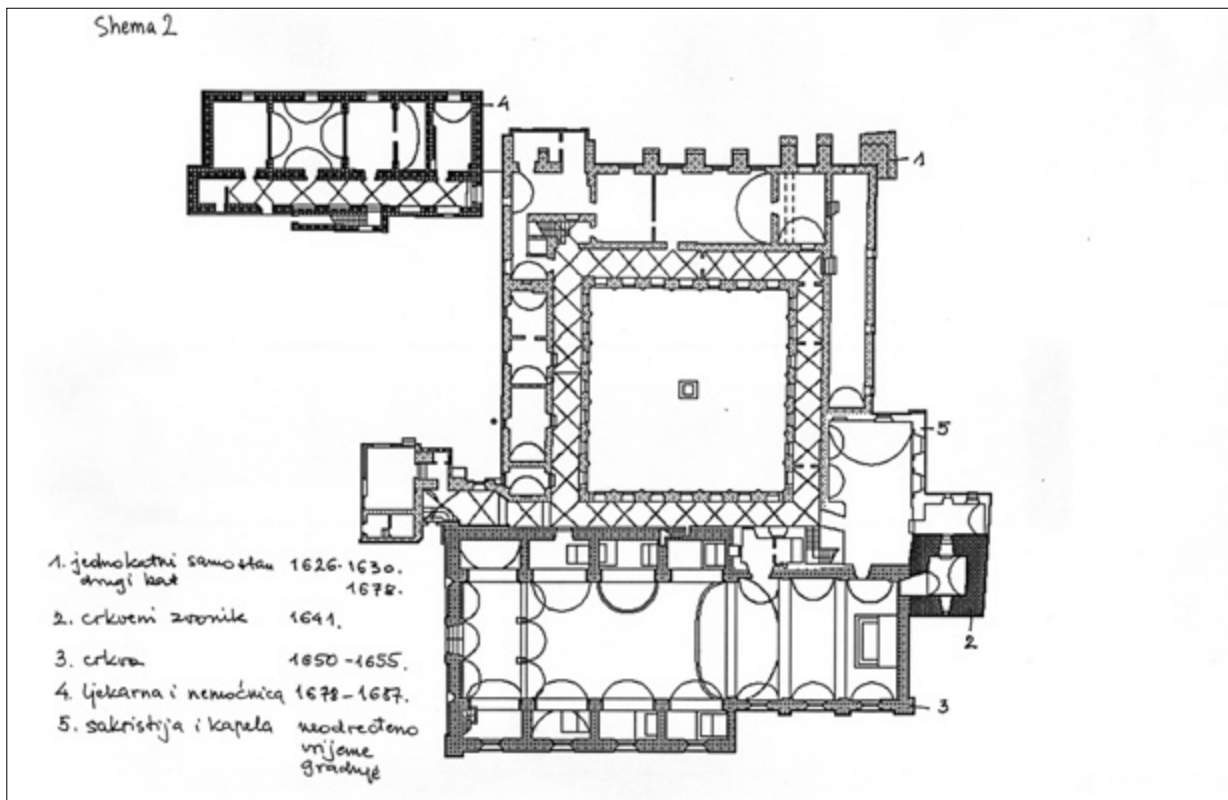 Shema 2
4
1
5
2
3
1. jednokatni samostan 1626-1630.
drugi kat 1678.
2. crkveni zvonik 1641.
3. crkva 1650-1655.
4. ljekarna i nemoćnica 1678-1687.
5. sakristija i kapela neodređeno
vrijeme
gradnje